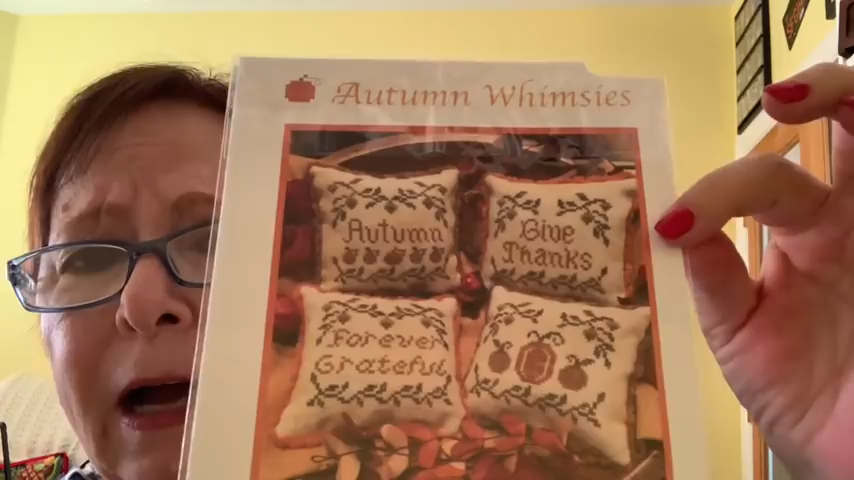 Autumn Whimsies
Autumn
Give
Thanks
Forever
Grateful